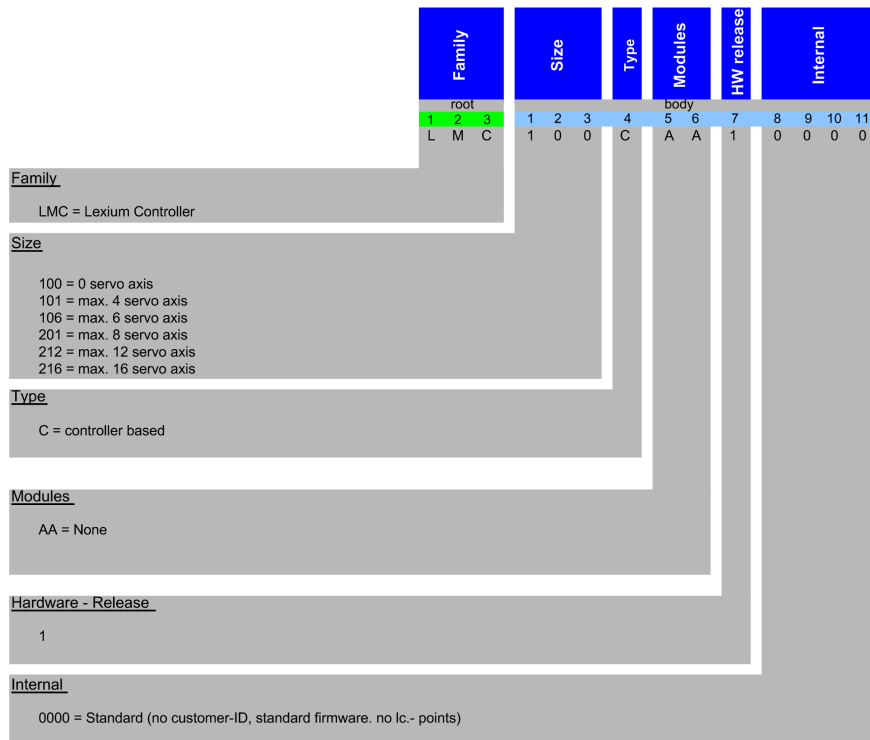 Family Size Type Modules HW release Internal
root body
1 2 3 1 2 3 4 5 6 7 8 9 10 11
L M C 1 0 0 C A A 1 0 0 0 0
Family
LMC = Lexium Controller
Size
100 = 0 servo axis
101 = max. 4 servo axis
106 = max. 6 servo axis
201 = max. 8 servo axis
212 = max. 12 servo axis
216 = max. 16 servo axis
Type
C = controller based
Modules
AA = None
Hardware - Release
1
Internal
0000 = Standard (no customer-ID, standard firmware. no lc.- points)